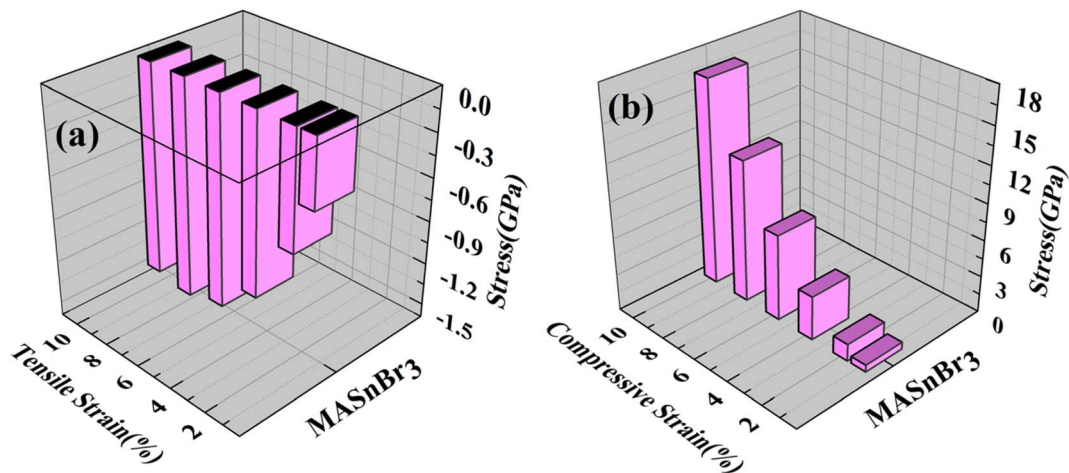 (a)
0.0
-0.3
-0.6
-0.9
-1.2
-1.5
Stress(GPa)
10
8
6
4
2
Tensile Strain(%)
MASnBr3
(b)
18
15
12
9
6
3
0
Stress(GPa)
10
8
6
4
2
Compressive Strain(%)
MASnBr3